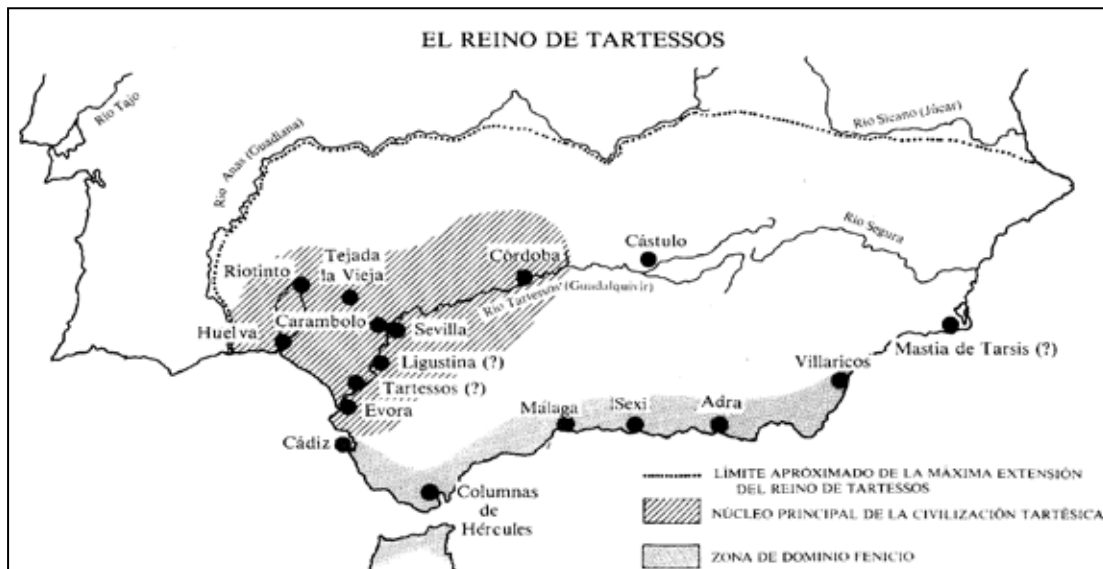 EL REINO DE TARTESSOS
Río Tajo
Río Anas (Guadiana)
Río Sicano (Júcar)
Río Segura
Cástulo
Córdoba
Río Tartessos (Guadalquivir)
Tejada
la Vieja
Riotinto
Carambolo
Sevilla
Huelva
Ligustina (?)
Tartessos (?)
Evora
Cádiz
Mastia de Tarsis (?)
Villaricos
Málaga
Sexi
Adra
Columnas
de
Hércules
LÍMITE APRÓXIMADO DE LA MÁXIMA EXTENSIÓN
DEL REINO DE TARTESSOS
NÚCLEO PRINCIPAL DE LA CIVILIZACIÓN TARTÉSICA
ZONA DE DOMINIO FENICIO